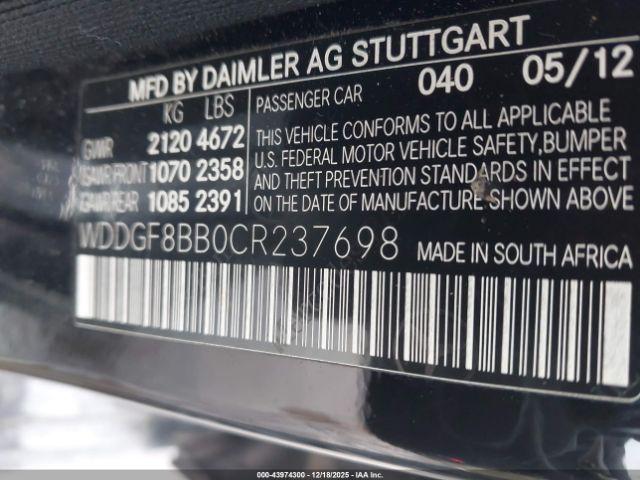 MFD BY DAIMLER AG STUTTGART
KG LBS PASSENGER CAR 040 05/12
GVWR 2120 4672 THIS VEHICLE CONFORMS TO ALL APPLICABLE
U.S. FEDERAL MOTOR VEHICLE SAFETY,BUMPER
GAWR FRONT 1070 2358 AND THEFT PREVENTION STANDARDS IN EFFECT
GAWR REAR 1085 2391 ON THE DATE OF MANUFACTURE SHOWN ABOVE.
WDDGF8BB0CR237698 MADE IN SOUTH AFRICA
00-43974300 - 12/18/2025 - IAA Inc.